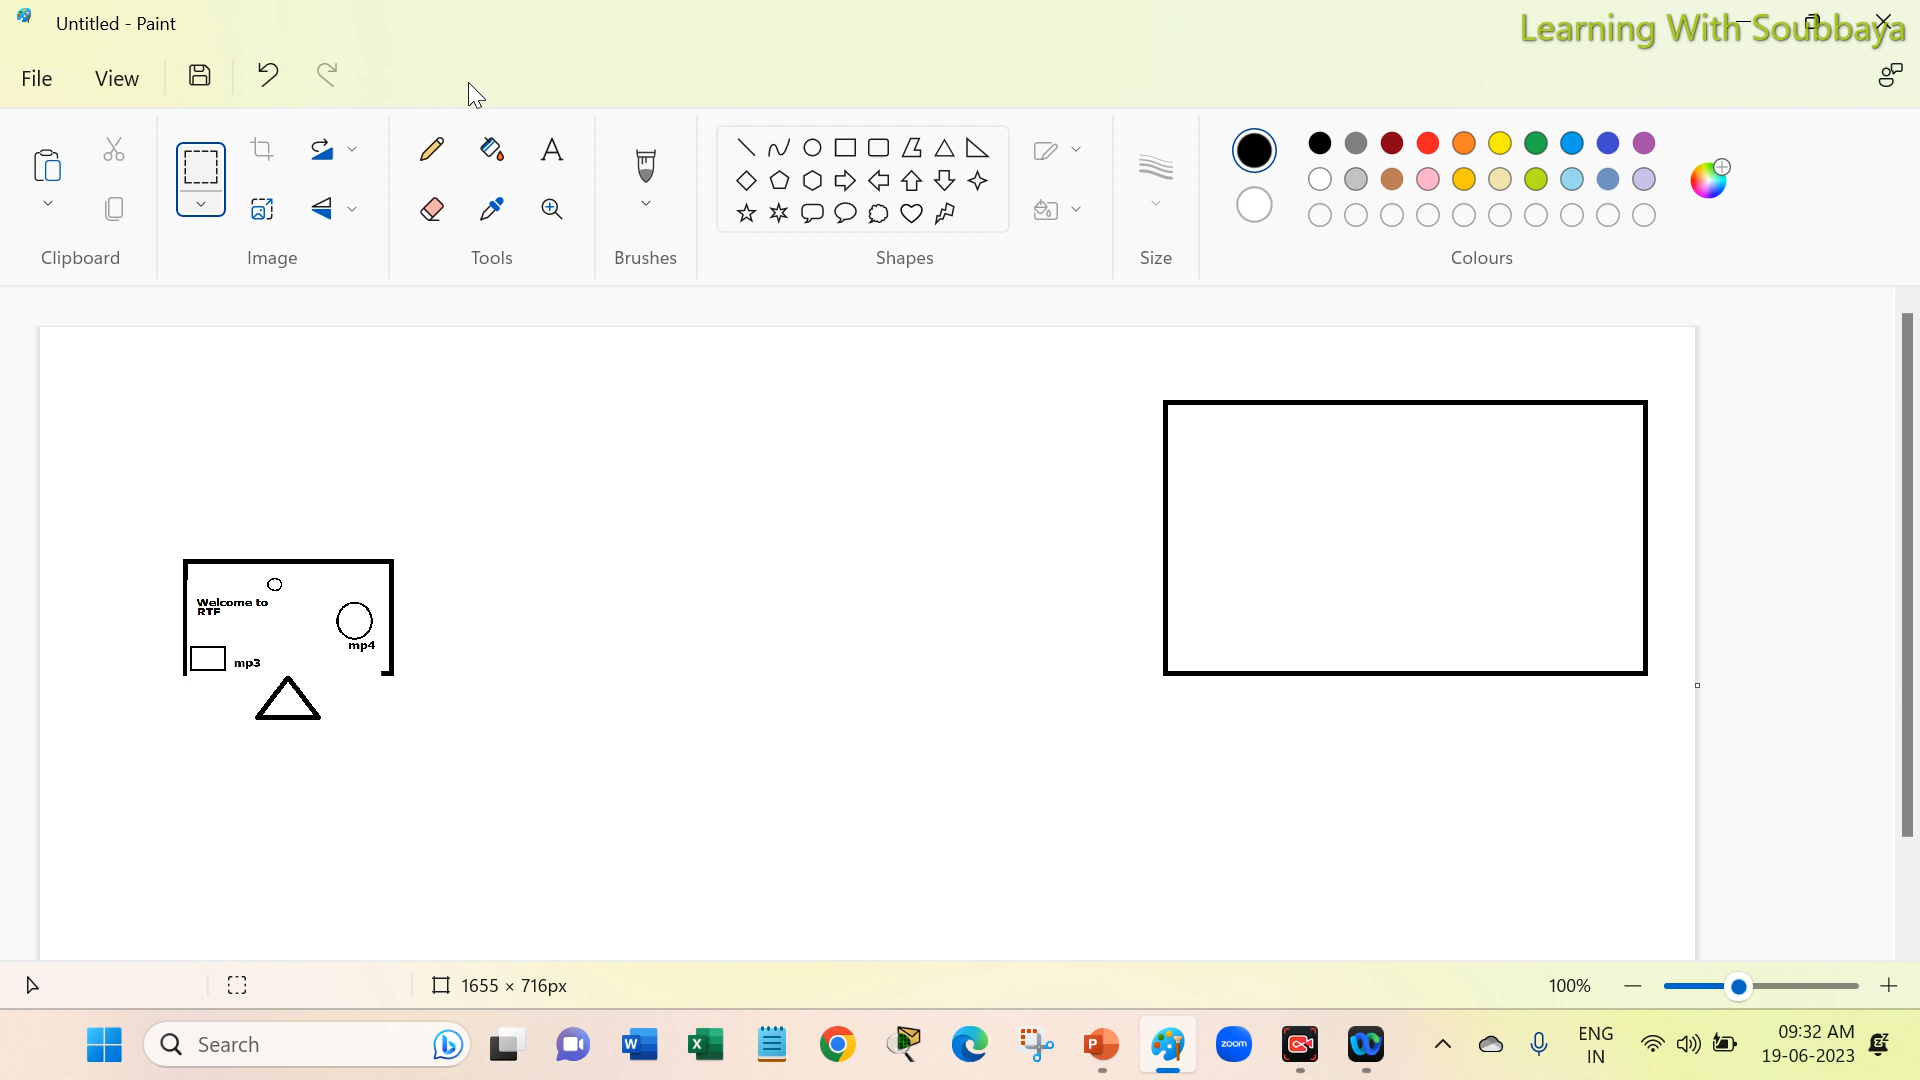 Untitled - Paint
Learning With Soubbaya
File
View
Clipboard
Image
Tools
Brushes
Shapes
Size
Colours
Welcome to
RTF
mp4
mp3
1655 × 716px
100%
Search
zoom
ENG
IN
09:32 AM
19-06-2023